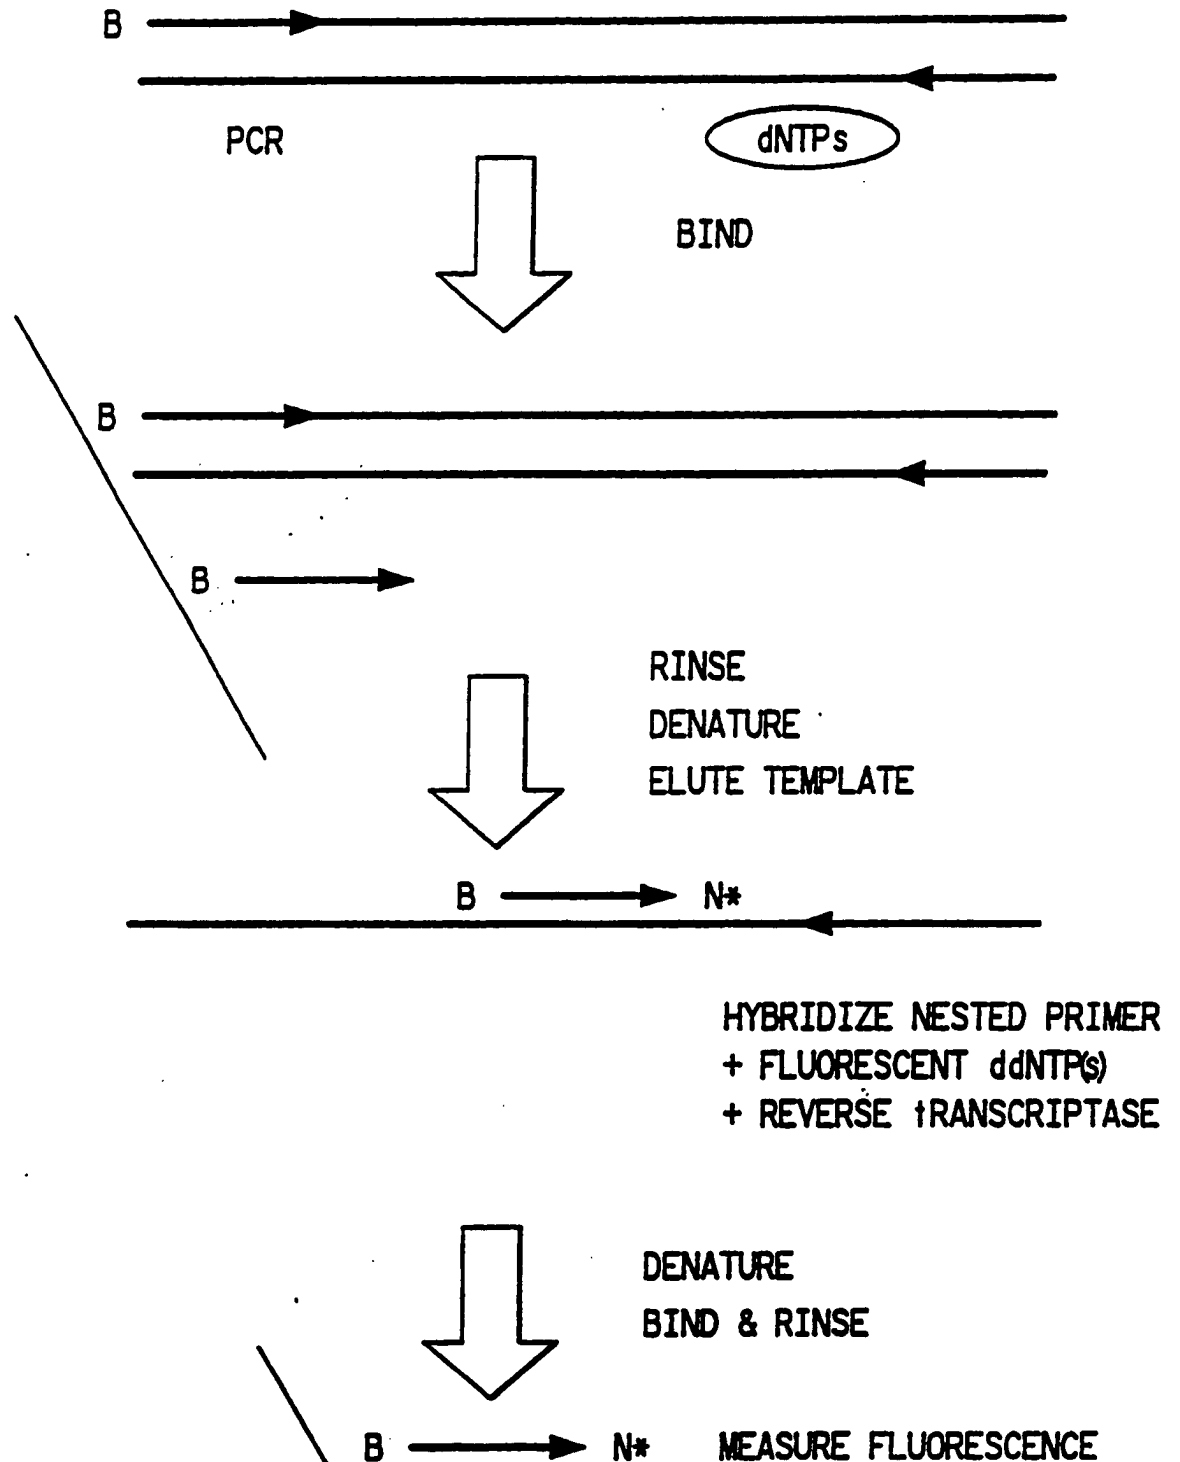 B
PCR
dNTPs
BIND
B
B
RINSE
DENATURE
ELUTE TEMPLATE
B N*
HYBRIDIZE NESTED PRIMER
+ FLUORESCENT ddNTP(s)
+ REVERSE tRANSCRIPTASE
DENATURE
BIND & RINSE
B N* MEASURE FLUORESCENCE